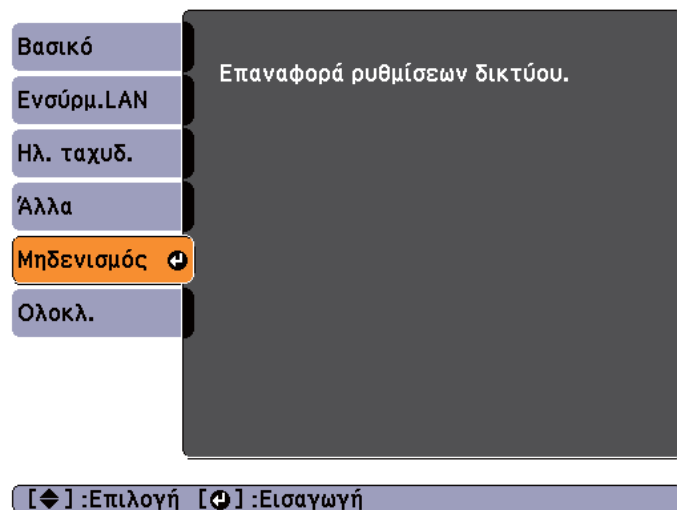 Βασικό
Ενσύρμ.LAN
Ηλ. ταχυδ.
Άλλα
Μηδενισμός
Ολοκλ.
Επαναφορά ρυθμίσεων δικτύου.
[◆] :Επιλογή [⏎] :Εισαγωγή